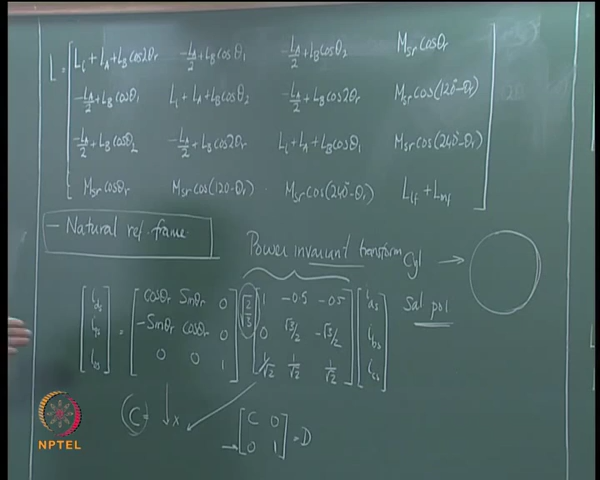 L = [ Ll + LA + LB cos2θr   -LA/2 + LB cosθ1   -LA/2 + LB cosθ2   Msr cosθr
-LA/2 + LB cosθ1   Ll + LA + LB cosθ2   -LA/2 + LB cos2θr   Msr cos(120° - θr)
-LA/2 + LB cosθ2   -LA/2 + LB cos2θr   Ll + LA + LB cosθ1   Msr cos(240° - θr)
Msr cosθr   Msr cos(120 - θr)   Msr cos(240° - θr)   Llf + Lmf ]
- Natural ref. frame
Power invariant transform
Cyl →
Sal pol
[ ids   = [ cosθr   Sinθr   0   √2/√3 [ 1   -0.5   -0.5   [ ias
iqs   -Sinθr   cosθr   0   0   √3/2   -√3/2   ibs
ios ]   0   0   1 ]   1/√2   1/√2   1/√2 ]   ics ]
C =   ↓ x
[ C   0
→ 0   1 ] = D
NPTEL